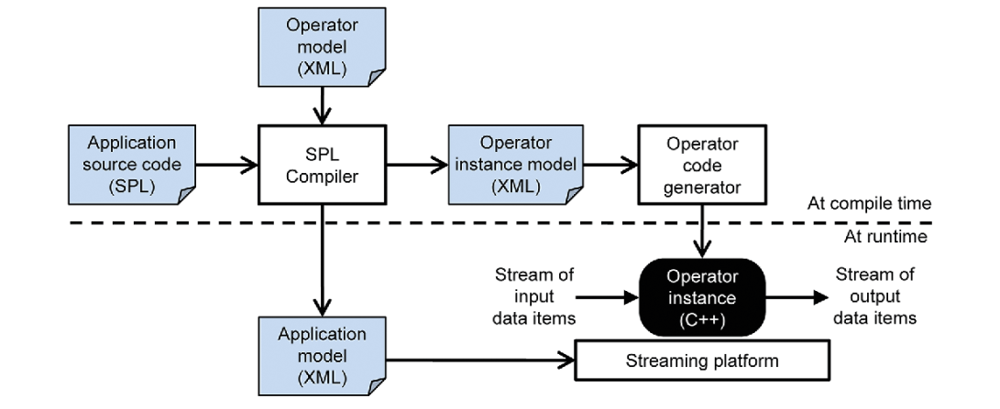 Operator
model
(XML)
Application
source code
(SPL)
SPL
Compiler
Operator
instance model
(XML)
Operator
code
generator
At compile time
At runtime
Stream of
input
data items
Operator
instance
(C++)
Stream of
output
data items
Application
model
(XML)
Streaming platform